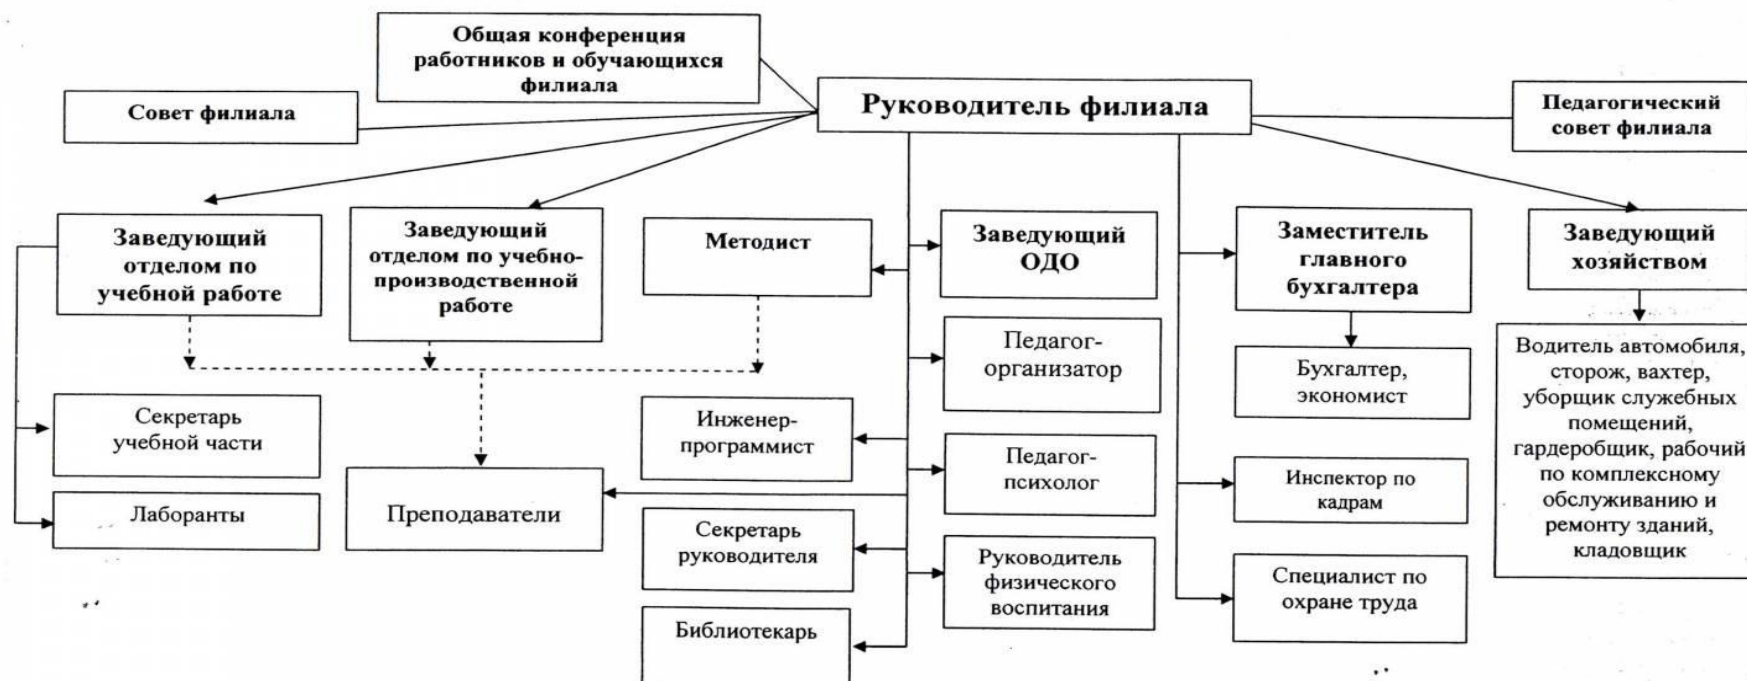 Общая конференция
работников и обучающихся
филиала
Руководитель филиала
Совет филиала
Педагогический
совет филиала
Заведующий
отделом по
учебной работе
Заведующий
отделом по учебно-
производственной
работе
Методист
Заведующий
ОДО
Заместитель
главного
бухгалтера
Заведующий
хозяйством
Педагог-
организатор
Бухгалтер,
экономист
Водитель автомобиля,
сторож, вахтер,
уборщик служебных
помещений,
гардеробщик, рабочий
по комплексному
обслуживанию и
ремонту зданий,
кладовщик
Секретарь
учебной части
Инженер-
программист
Педагог-
психолог
Инспектор по
кадрам
Лаборанты
Преподаватели
Секретарь
руководителя
Руководитель
физического
воспитания
Специалист по
охране труда
Библиотекарь